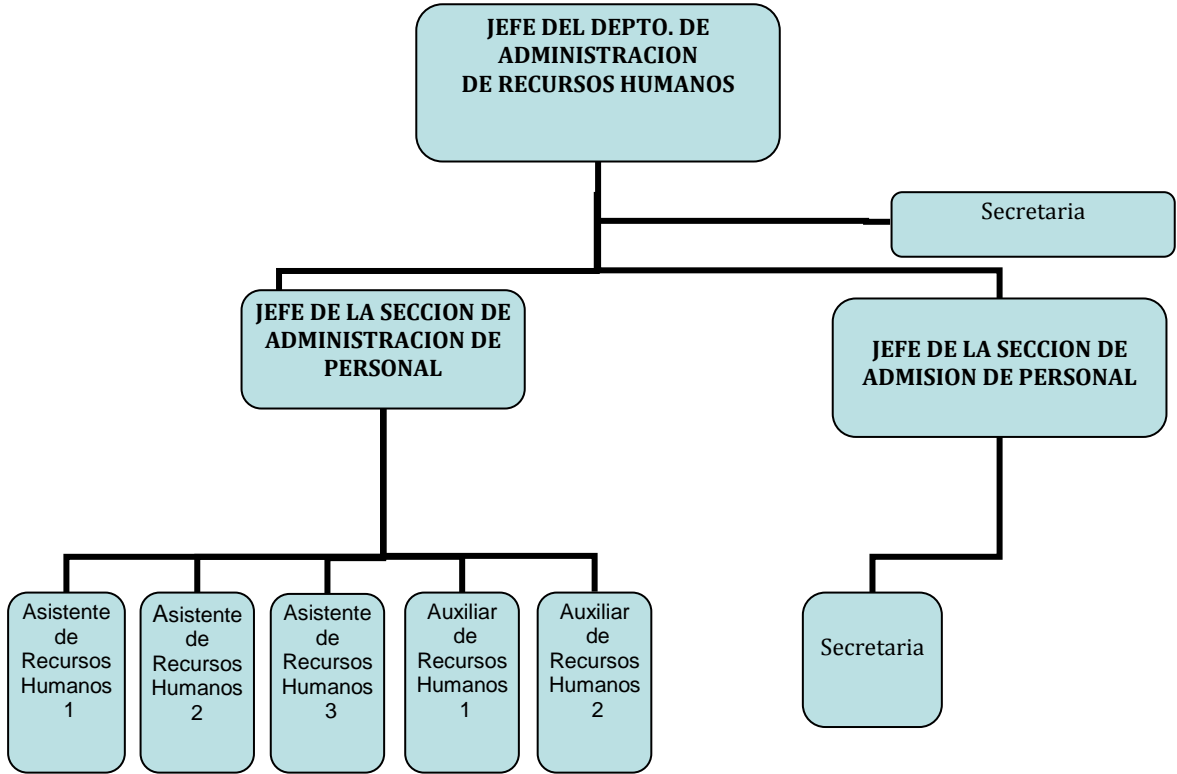 JEFE DEL DEPTO. DE
ADMINISTRACION
DE RECURSOS HUMANOS
Secretaria
JEFE DE LA SECCION DE
ADMINISTRACION DE
PERSONAL
JEFE DE LA SECCION DE
ADMISION DE PERSONAL
Asistente
de
Recursos
Humanos
1
Asistente
de
Recursos
Humanos
2
Asistente
de
Recursos
Humanos
3
Auxiliar
de
Recursos
Humanos
1
Auxiliar
de
Recursos
Humanos
2
Secretaria